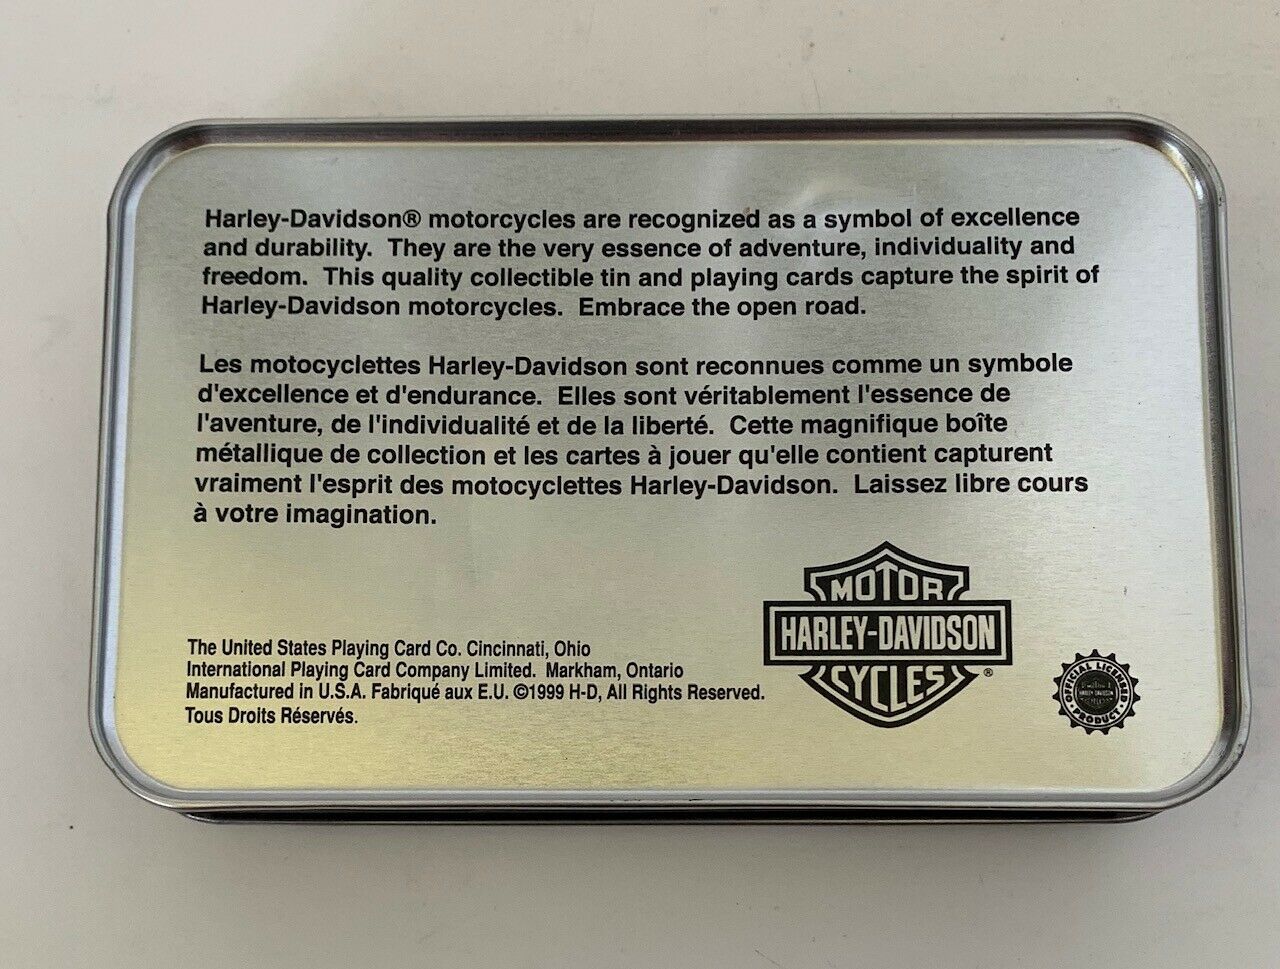 Harley-Davidson® motorcycles are recognized as a symbol of excellence
and durability.  They are the very essence of adventure, individuality and
freedom.  This quality collectible tin and playing cards capture the spirit of
Harley-Davidson motorcycles.  Embrace the open road.
Les motocyclettes Harley-Davidson sont reconnues comme un symbole
d'excellence et d'endurance.  Elles sont véritablement l'essence de
l'aventure, de l'individualité et de la liberté.  Cette magnifique boîte
métallique de collection et les cartes à jouer qu'elle contient capturent
vraiment l'esprit des motocyclettes Harley-Davidson.  Laissez libre cours
à votre imagination.
The United States Playing Card Co. Cincinnati, Ohio
International Playing Card Company Limited.  Markham, Ontario
Manufactured in U.S.A. Fabriqué aux E.U. ©1999 H-D, All Rights Reserved.
Tous Droits Réservés.
MOTOR
HARLEY-DAVIDSON
CYCLES
®
OFFICIAL LICENSED
HARLEY-DAVIDSON
PRODUCT